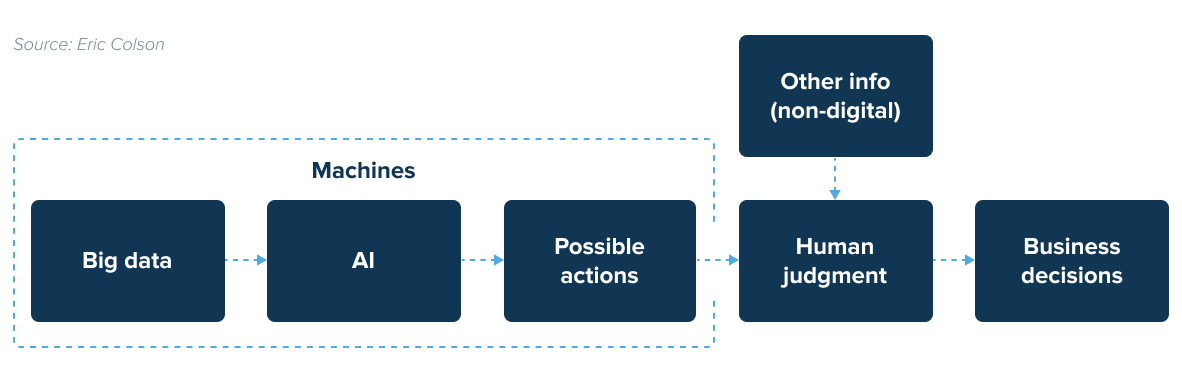 Source: Eric Colson
Other info
(non-digital)
Machines
Big data
AI
Possible
actions
Human
judgment
Business
decisions